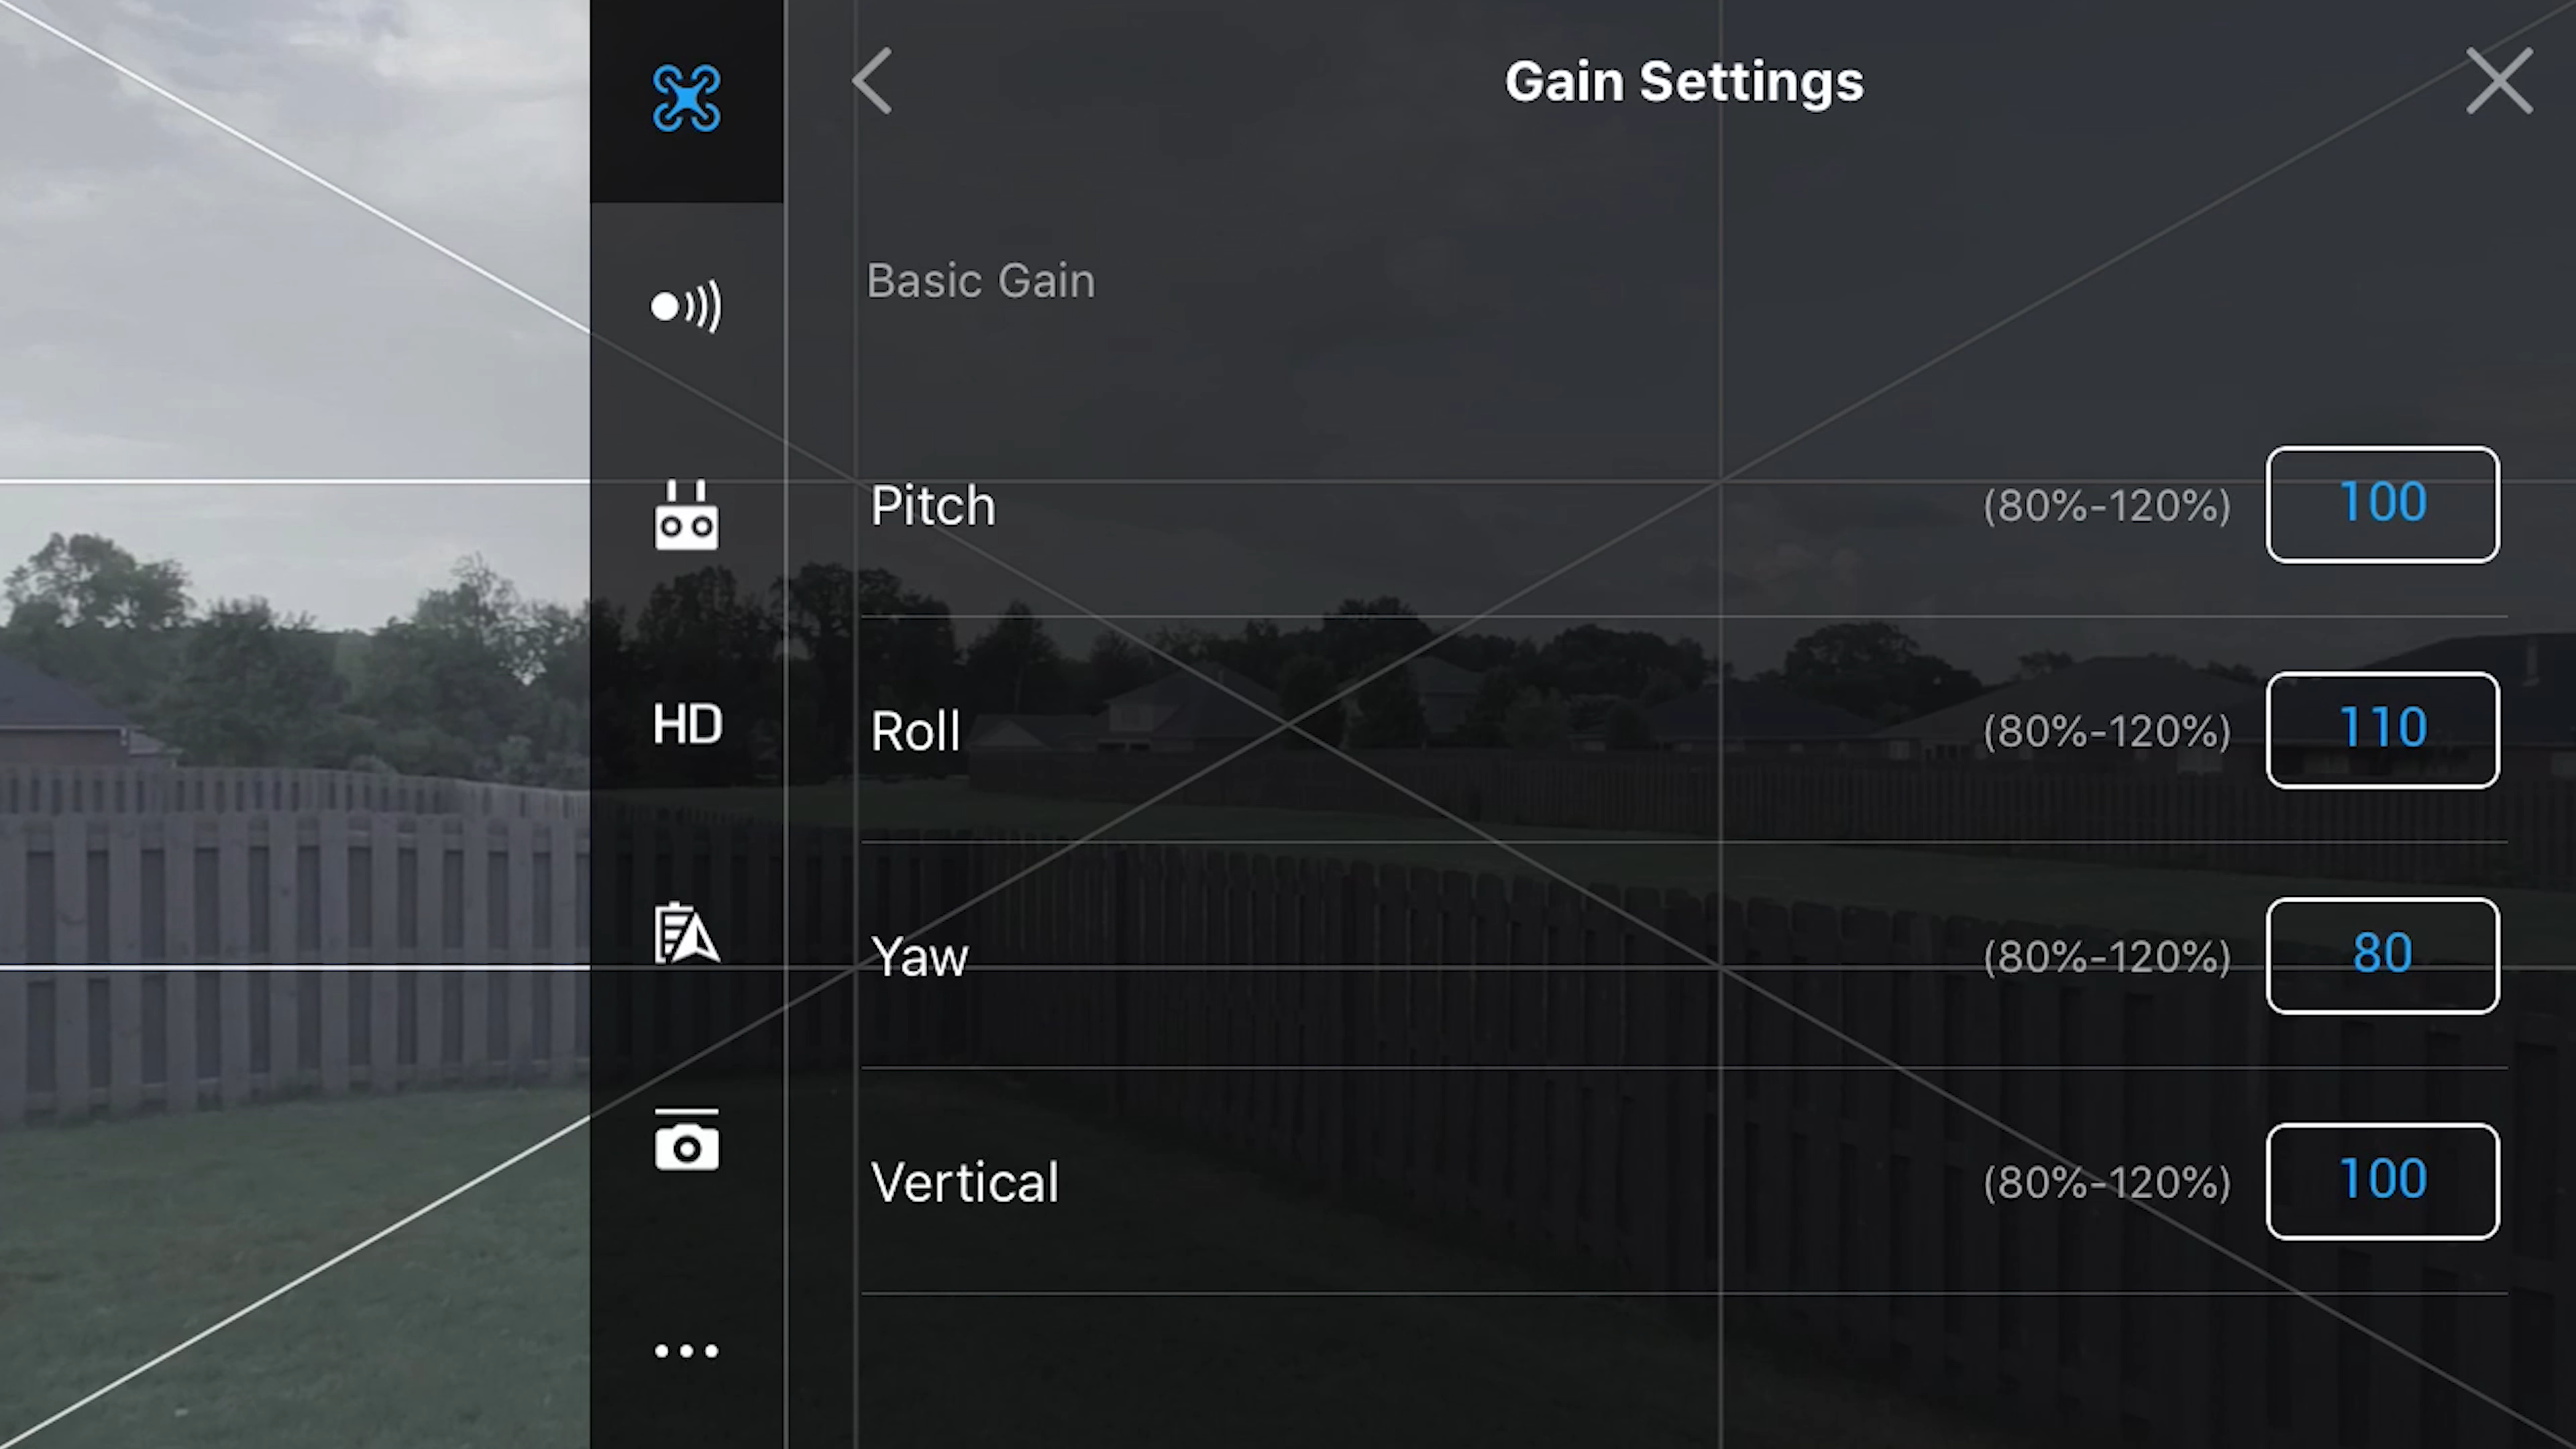 Gain Settings
Basic Gain
Pitch (80%-120%) 100
Roll (80%-120%) 110
HD
Yaw (80%-120%) 80
Vertical (80%-120%) 100